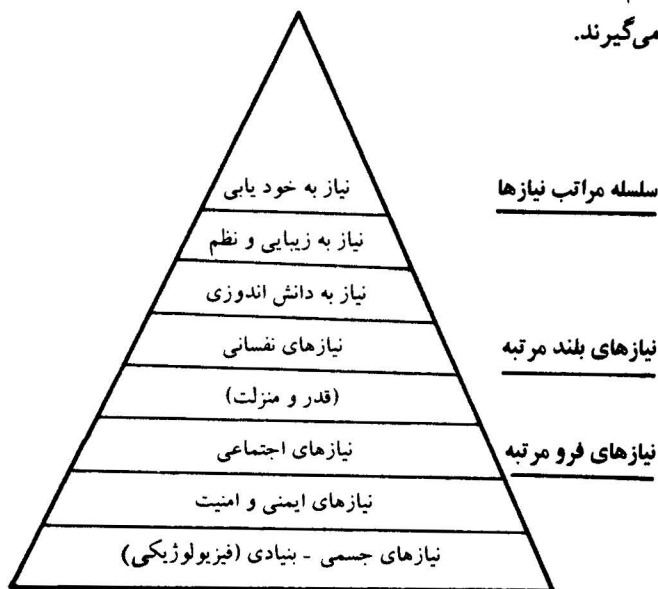 می‌گیرند.
سلسله مراتب نیازها
نیاز به خود یابی
نیاز به زیبایی و نظم
نیاز به دانش اندوزی
نیازهای بلند مرتبه
نیازهای نفسانی
(قدر و منزلت)
نیازهای فرو مرتبه
نیازهای اجتماعی
نیازهای ایمنی و امنیت
نیازهای جسمی - بنیادی (فیزیولوژیکی)